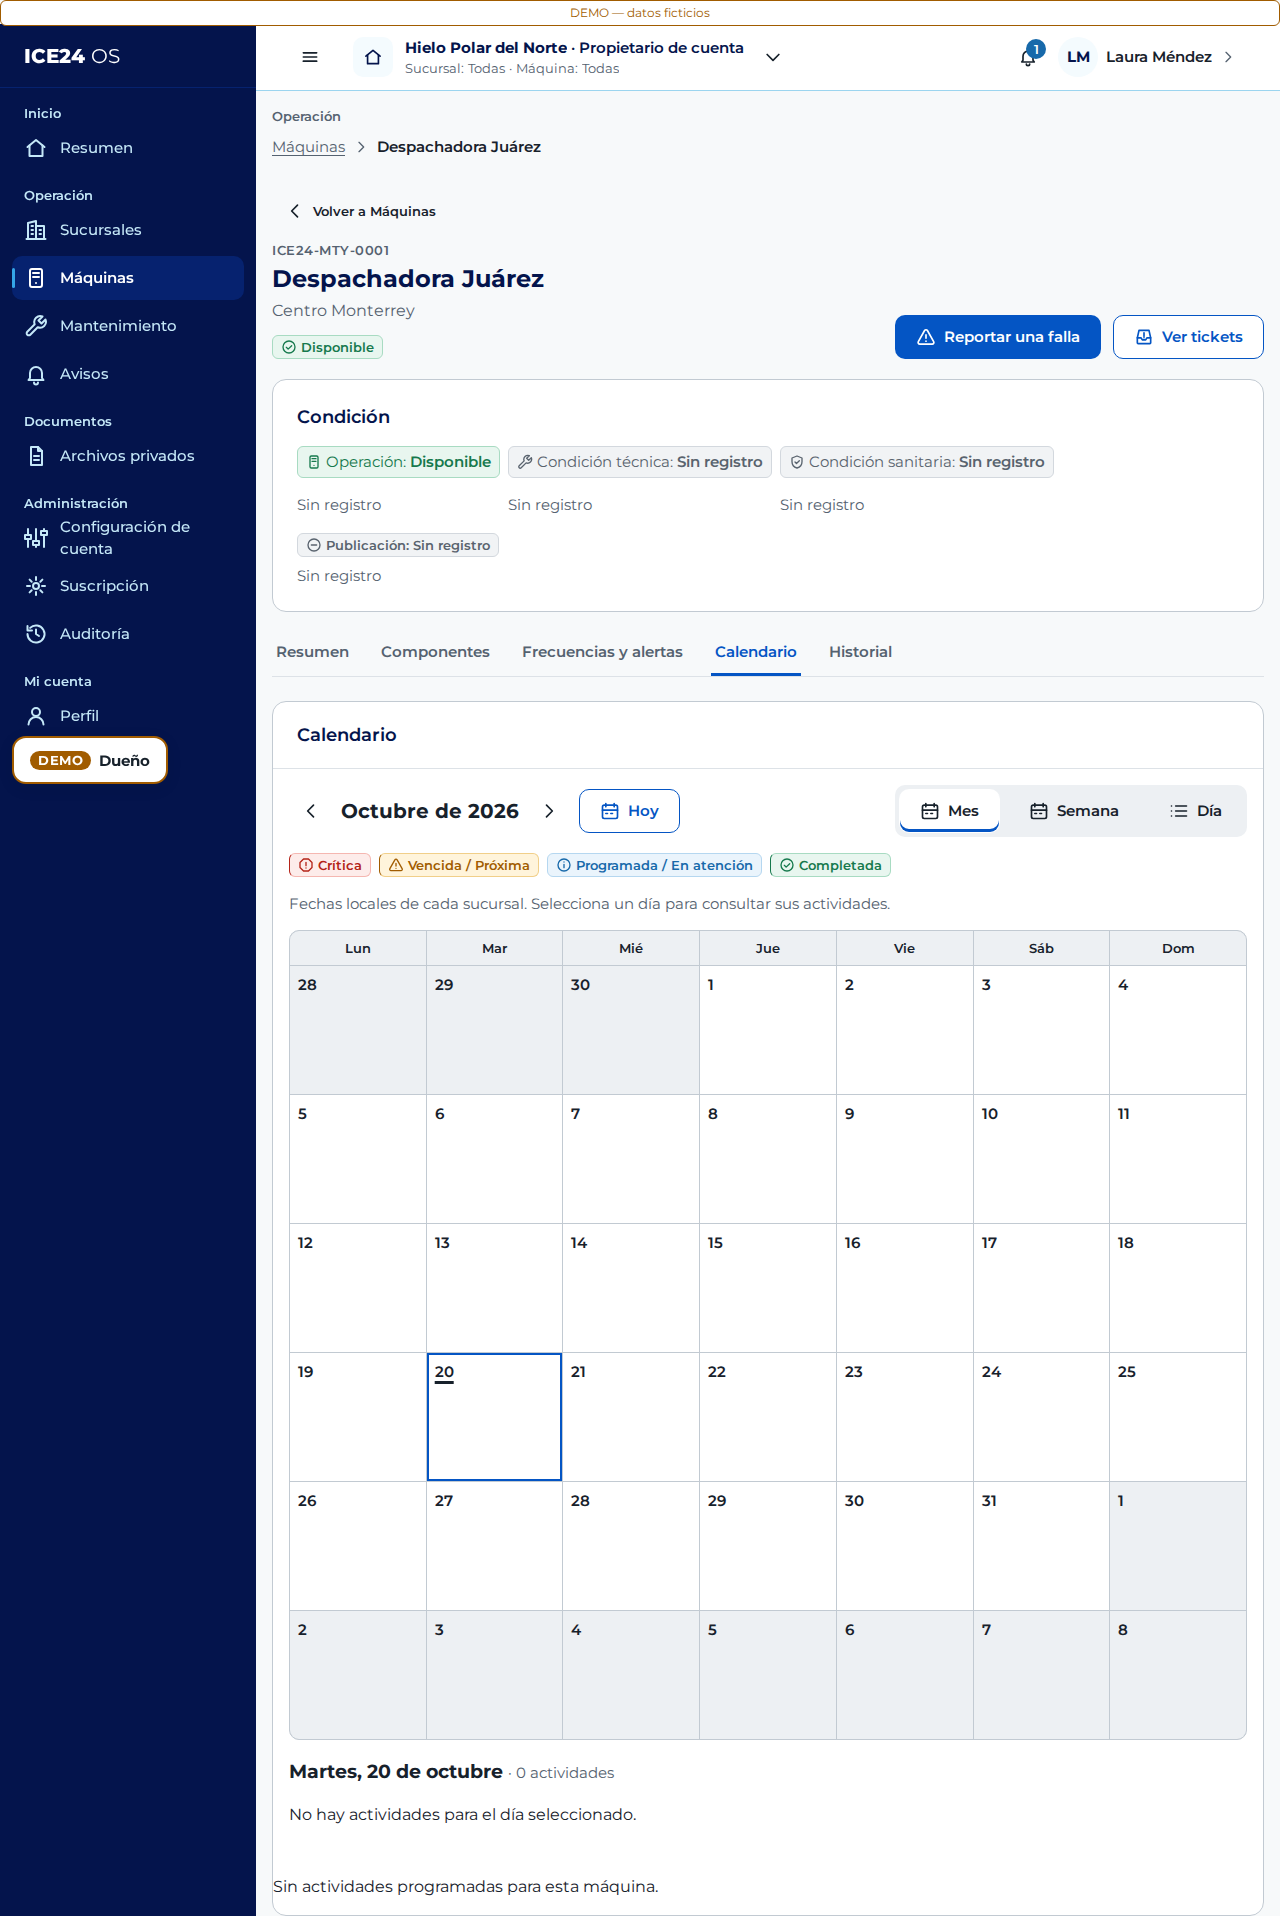 DEMO — datos ficticios
ICE24 OS
Inicio
Resumen
Operación
Sucursales
Máquinas
Mantenimiento
Avisos
Documentos
Archivos privados
Administración
Configuración de
cuenta
Suscripción
Auditoría
Mi cuenta
Perfil
DEMO Dueño
Hielo Polar del Norte · Propietario de cuenta
Sucursal: Todas · Máquina: Todas
1
LM Laura Méndez
Operación
Máquinas Despachadora Juárez
Volver a Máquinas
ICE24-MTY-0001
Despachadora Juárez
Centro Monterrey
Disponible
Reportar una falla Ver tickets
Condición
Operación: Disponible Condición técnica: Sin registro Condición sanitaria: Sin registro
Sin registro Sin registro Sin registro
Publicación: Sin registro
Sin registro
Resumen Componentes Frecuencias y alertas Calendario Historial
Calendario
Octubre de 2026 Hoy Mes Semana Día
Crítica Vencida / Próxima Programada / En atención Completada
Fechas locales de cada sucursal. Selecciona un día para consultar sus actividades.
Lun Mar Mié Jue Vie Sáb Dom
28 29 30 1 2 3 4
5 6 7 8 9 10 11
12 13 14 15 16 17 18
19 20 21 22 23 24 25
26 27 28 29 30 31 1
2 3 4 5 6 7 8
Martes, 20 de octubre · 0 actividades
No hay actividades para el día seleccionado.
Sin actividades programadas para esta máquina.